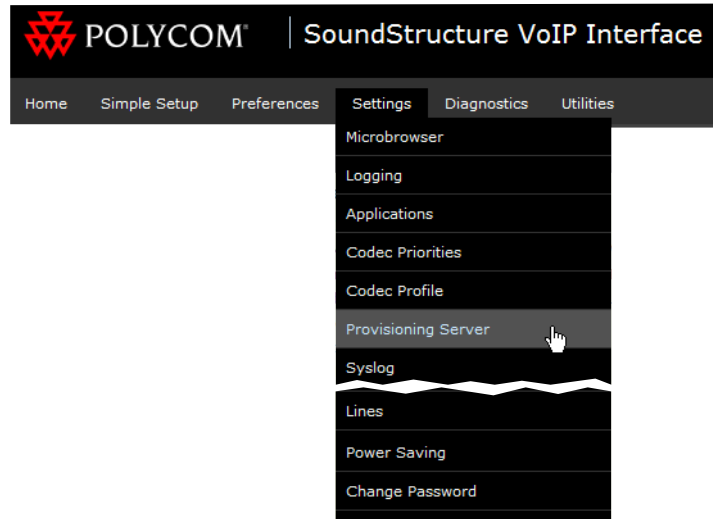 POLYCOM® | SoundStructure VoIP Interface
Home Simple Setup Preferences Settings Diagnostics Utilities
Microbrowser
Logging
Applications
Codec Priorities
Codec Profile
Provisioning Server
Syslog
Lines
Power Saving
Change Password